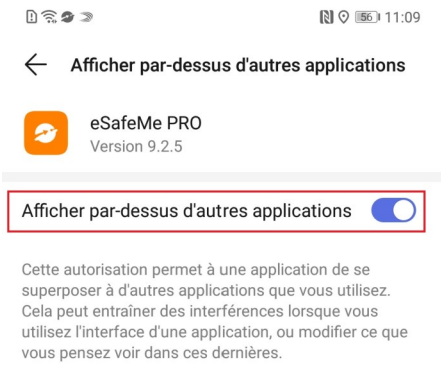 56 11:09
Afficher par-dessus d'autres applications
eSafeMe PRO
Version 9.2.5
Afficher par-dessus d'autres applications
Cette autorisation permet à une application de se
superposer à d'autres applications que vous utilisez.
Cela peut entraîner des interférences lorsque vous
utilisez l'interface d'une application, ou modifier ce que
vous pensez voir dans ces dernières.